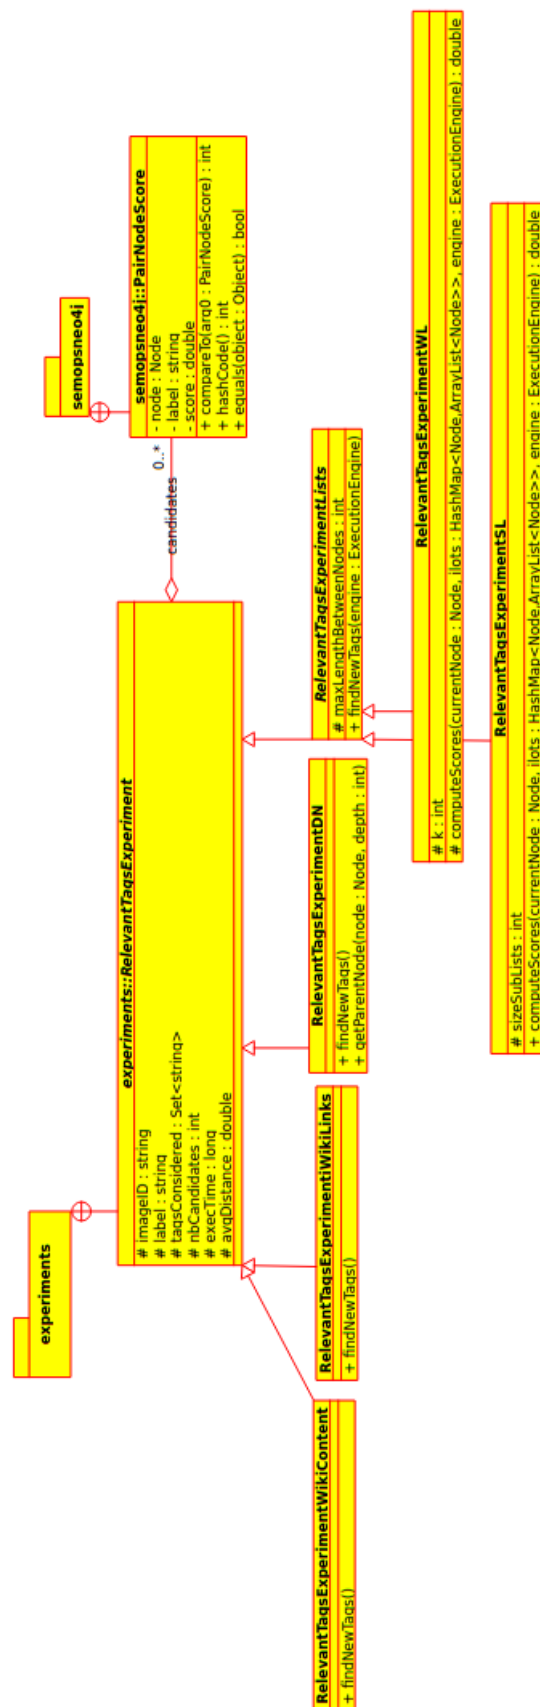 experiments
semopsneo4j
experiments::RelevantTagsExperiment
# imageID : string
# label : string
# tagsConsidered : Set<string>
# nbCandidates : int
# execTime : long
# avgDistance : double
candidates
0..*
semopsneo4j::PairNodeScore
- node : Node
- label : string
- score : double
+ compareTo(arg0 : PairNodeScore) : int
+ hashCode() : int
+ equals(object : Object) : bool
RelevantTagsExperimentWikiContent
+ findNewTags()
RelevantTagsExperimentiWikiLinks
+ findNewTags()
RelevantTagsExperimentDN
+ findNewTags()
+ getParentNode(node : Node, depth : int)
RelevantTagsExperimentLists
# maxLengthBetweenNodes : int
+ findNewTags(engine : ExecutionEngine)
RelevantTagsExperimentWL
# k : int
# computeScores(currentNode : Node, ilots : HashMap<Node,ArrayList<Node>>, engine : ExecutionEngine) : double
RelevantTagsExperimentSL
# sizeSubLists : int
+ computeScores(currentNode : Node, ilots : HashMap<Node,ArrayList<Node>>, engine : ExecutionEngine) : double